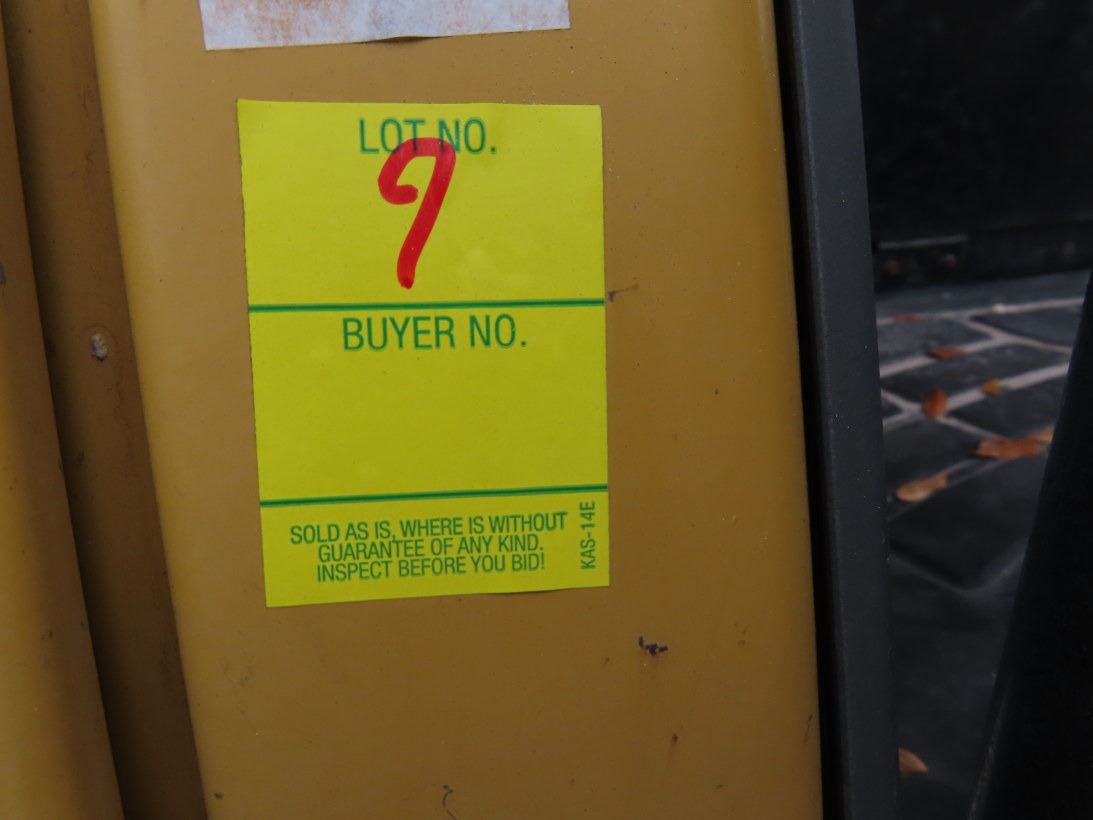 LOT NO.
9
BUYER NO.
SOLD AS IS, WHERE IS WITHOUT
GUARANTEE OF ANY KIND.
INSPECT BEFORE YOU BID!
KAS-14E